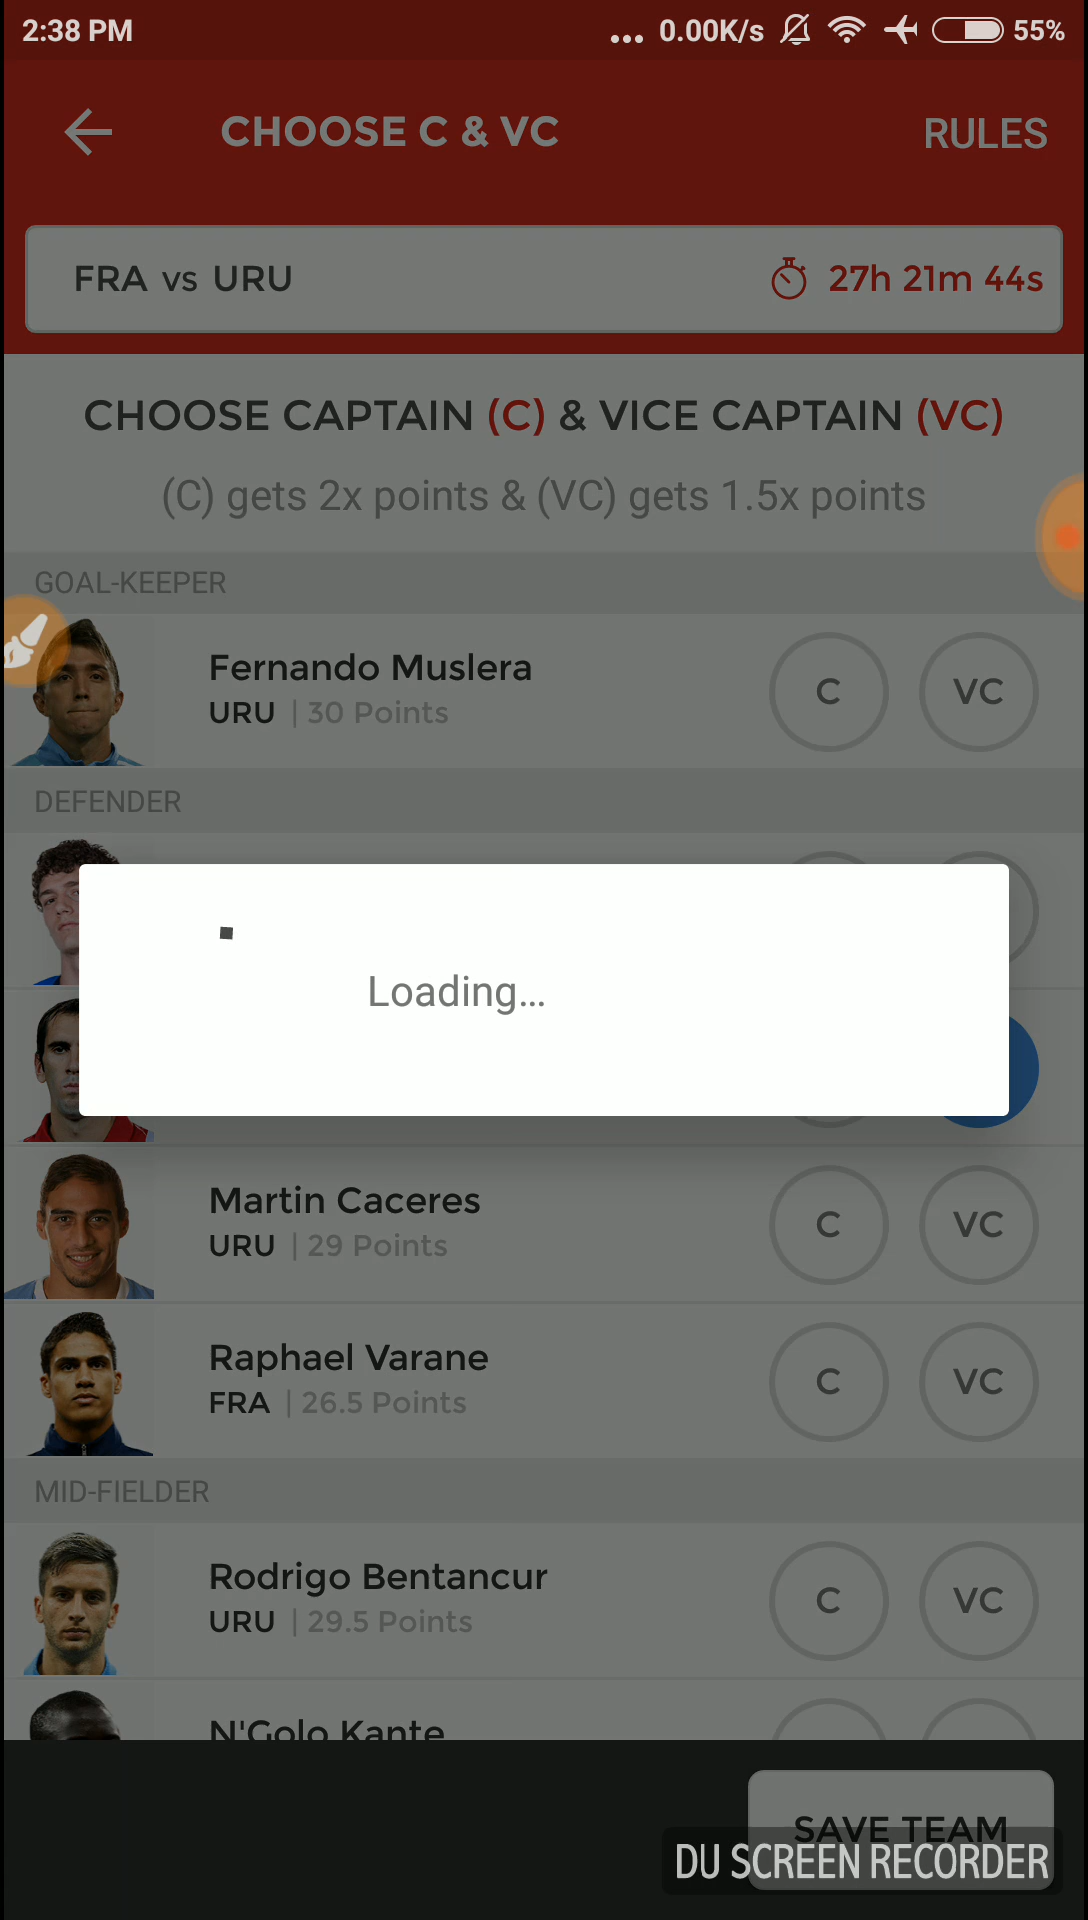 2:38 PM ... 0.00K/s 55%
CHOOSE C & VC RULES
FRA vs URU 27h 21m 44s
CHOOSE CAPTAIN (C) & VICE CAPTAIN (VC)
(C) gets 2x points & (VC) gets 1.5x points
GOAL-KEEPER
Fernando Muslera
URU | 30 Points
C VC
DEFENDER
Loading...
Martin Caceres
URU | 29 Points
C VC
Raphael Varane
FRA | 26.5 Points
C VC
MID-FIELDER
Rodrigo Bentancur
URU | 29.5 Points
C VC
N'Golo Kante
SAVE TEAM
DU SCREEN RECORDER